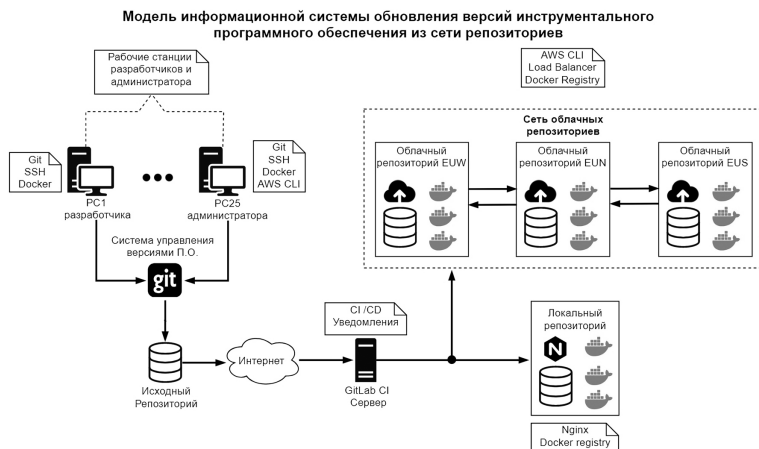 Модель информационной системы обновления версий инструментального
программного обеспечения из сети репозиториев
Рабочие станции
разработчиков и
администратора
AWS CLI
Load Balancer
Docker Registry
Сеть облачных
репозиториев
Git
SSH
Docker
Git
SSH
Docker
AWS CLI
Облачный
репозиторий EUW
Облачный
репозиторий EUN
Облачный
репозиторий EUS
PC1
разработчика
PC25
администратора
Система управления
версиями П.О.
git
CI /CD
Уведомления
Локальный
репозиторий
N
Интернет
Исходный
Репозиторий
GitLab CI
Сервер
Nginx
Docker registry